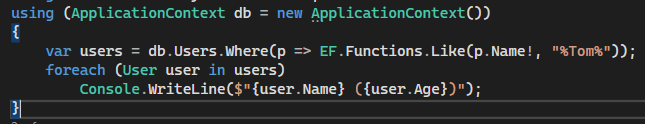 using (ApplicationContext db = new ApplicationContext())
{
    var users = db.Users.Where(p => EF.Functions.Like(p.Name!, "%Tom%"));
    foreach (User user in users)
        Console.WriteLine($"{user.Name} ({user.Age})");
}